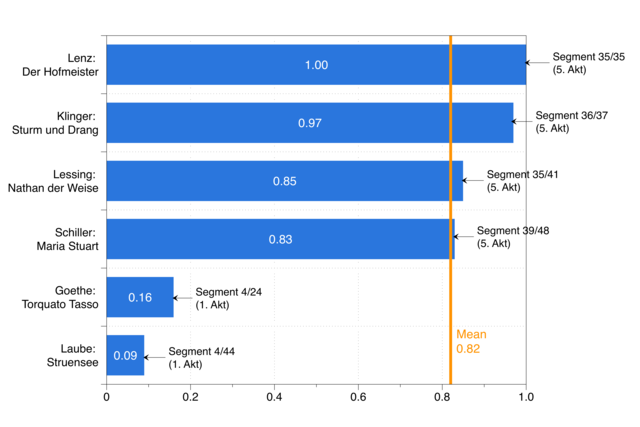 Lenz:
Der Hofmeister
1.00
Segment 35/35
(5. Akt)
Klinger:
Sturm und Drang
0.97
Segment 36/37
(5. Akt)
Lessing:
Nathan der Weise
0.85
Segment 35/41
(5. Akt)
Schiller:
Maria Stuart
0.83
Segment 39/48
(5. Akt)
Goethe:
Torquato Tasso
0.16
Segment 4/24
(1. Akt)
Laube:
Struensee
0.09
Segment 4/44
(1. Akt)
Mean
0.82
0 0.2 0.4 0.6 0.8 1.0